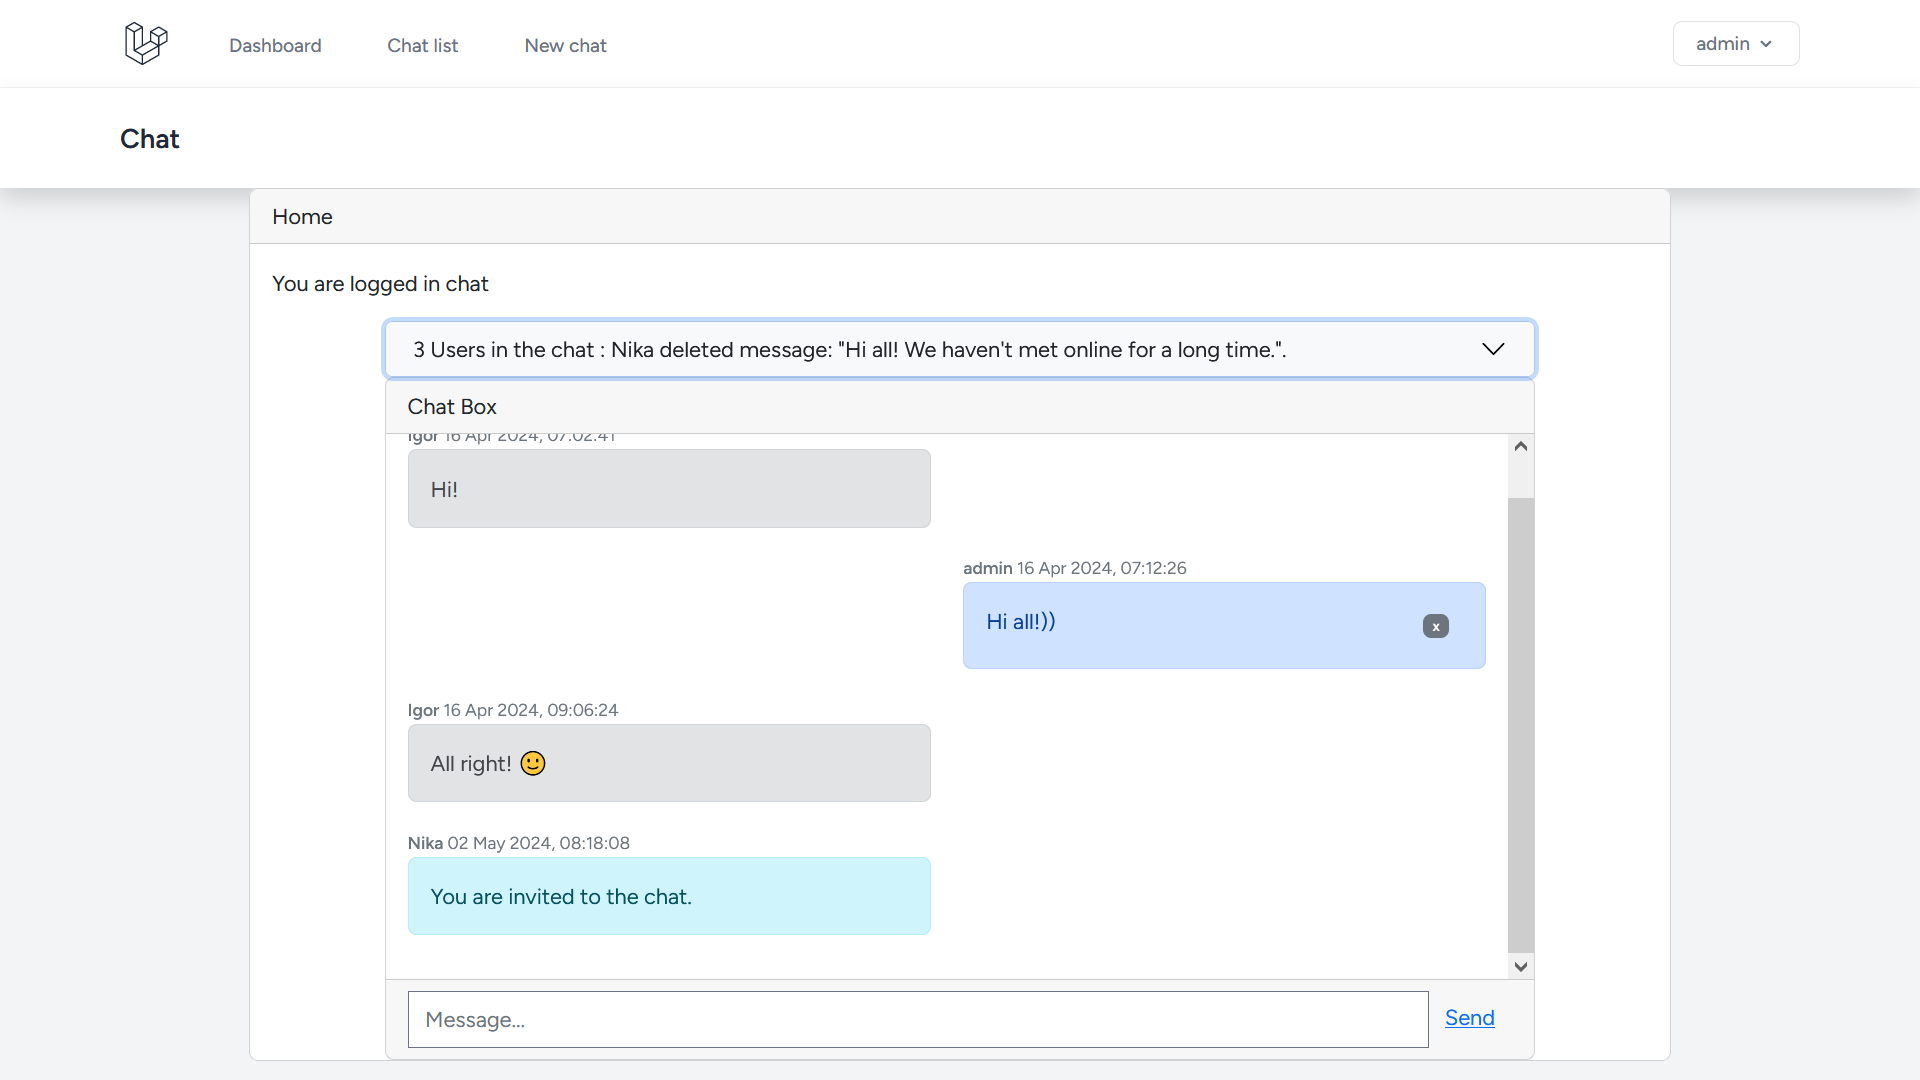 Dashboard
Chat list
New chat
admin
Chat
Home
You are logged in chat
3 Users in the chat : Nika deleted message: "Hi all! We haven't met online for a long time.".
Chat Box
Igor 16 Apr 2024, 07:02:41
Hi!
admin 16 Apr 2024, 07:12:26
Hi all!))
x
Igor 16 Apr 2024, 09:06:24
All right! 🙂
Nika 02 May 2024, 08:18:08
You are invited to the chat.
Message...
Send